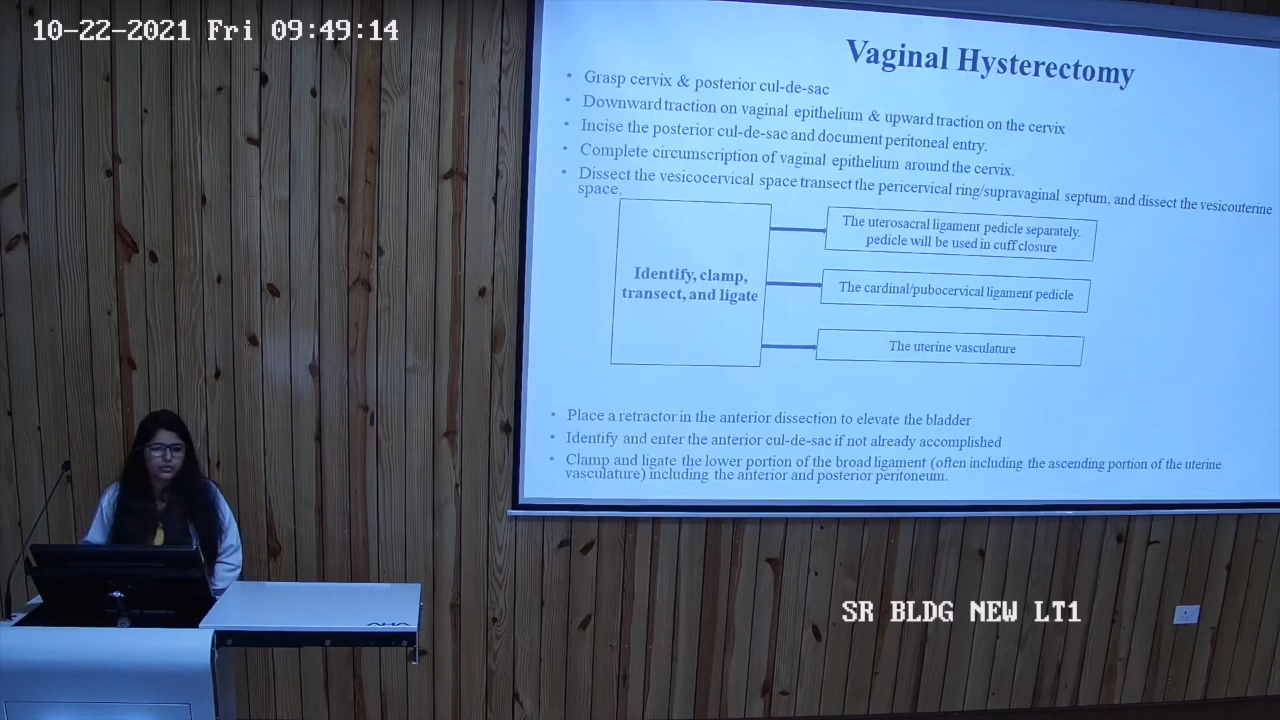 10-22-2021 Fri 09:49:14
Vaginal Hysterectomy
• Grasp cervix & posterior cul-de-sac
• Downward traction on vaginal epithelium & upward traction on the cervix
• Incise the posterior cul-de-sac and document peritoneal entry.
• Complete circumscription of vaginal epithelium around the cervix.
• Dissect the vesicocervical space transect the pericervical ring/supravaginal septum, and dissect the vesicouterine
space.
Identify, clamp,
transect, and ligate
The uterosacral ligament pedicle separately.
pedicle will be used in cuff closure
The cardinal/pubocervical ligament pedicle
The uterine vasculature
• Place a retractor in the anterior dissection to elevate the bladder
• Identify and enter the anterior cul-de-sac if not already accomplished
• Clamp and ligate the lower portion of the broad ligament (often including the ascending portion of the uterine
vasculature) including the anterior and posterior peritoneum.
SR BLDG NEW LT1